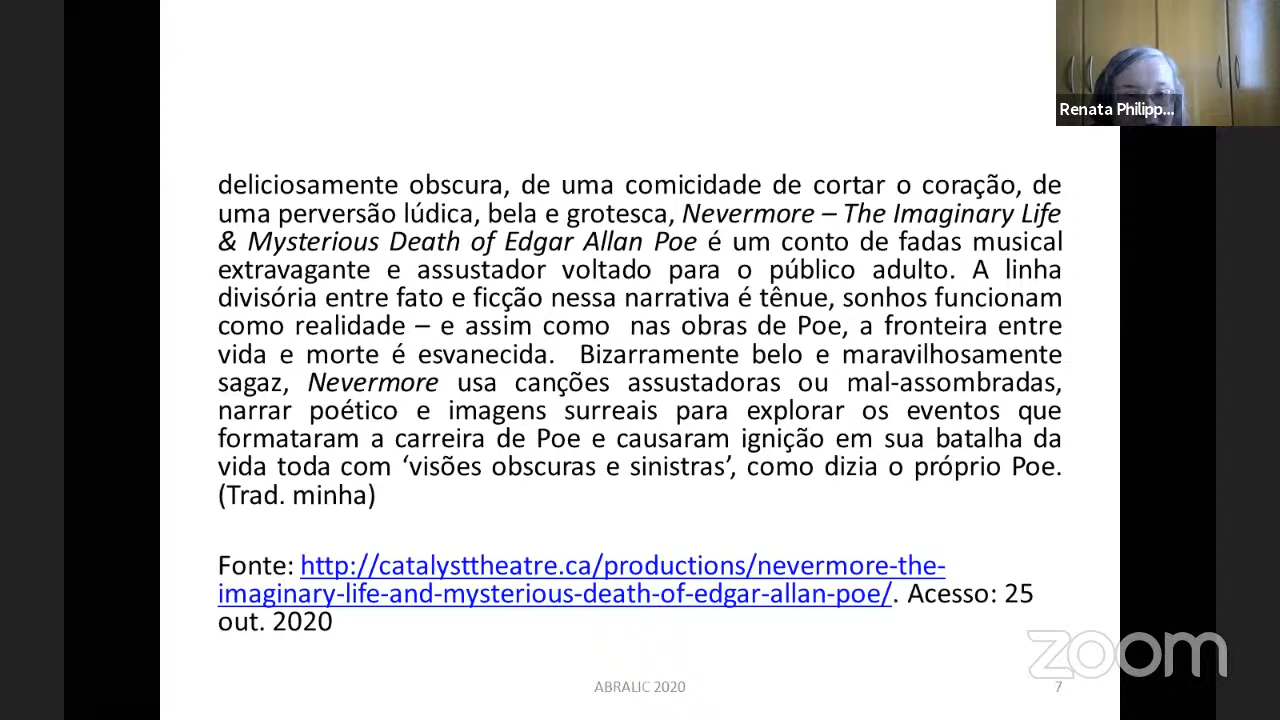 Renata Philipp...
deliciosamente obscura, de uma comicidade de cortar o coração, de
uma perversão lúdica, bela e grotesca, Nevermore – The Imaginary Life
& Mysterious Death of Edgar Allan Poe é um conto de fadas musical
extravagante e assustador voltado para o público adulto. A linha
divisória entre fato e ficção nessa narrativa é tênue, sonhos funcionam
como realidade – e assim como nas obras de Poe, a fronteira entre
vida e morte é esvanecida. Bizarramente belo e maravilhosamente
sagaz, Nevermore usa canções assustadoras ou mal-assombradas,
narrar poético e imagens surreais para explorar os eventos que
formataram a carreira de Poe e causaram ignição em sua batalha da
vida toda com ‘visões obscuras e sinistras’, como dizia o próprio Poe.
(Trad. minha)
Fonte: http://catalysttheatre.ca/productions/nevermore-the-
imaginary-life-and-mysterious-death-of-edgar-allan-poe/. Acesso: 25
out. 2020
zoom
ABRALIC 2020
7